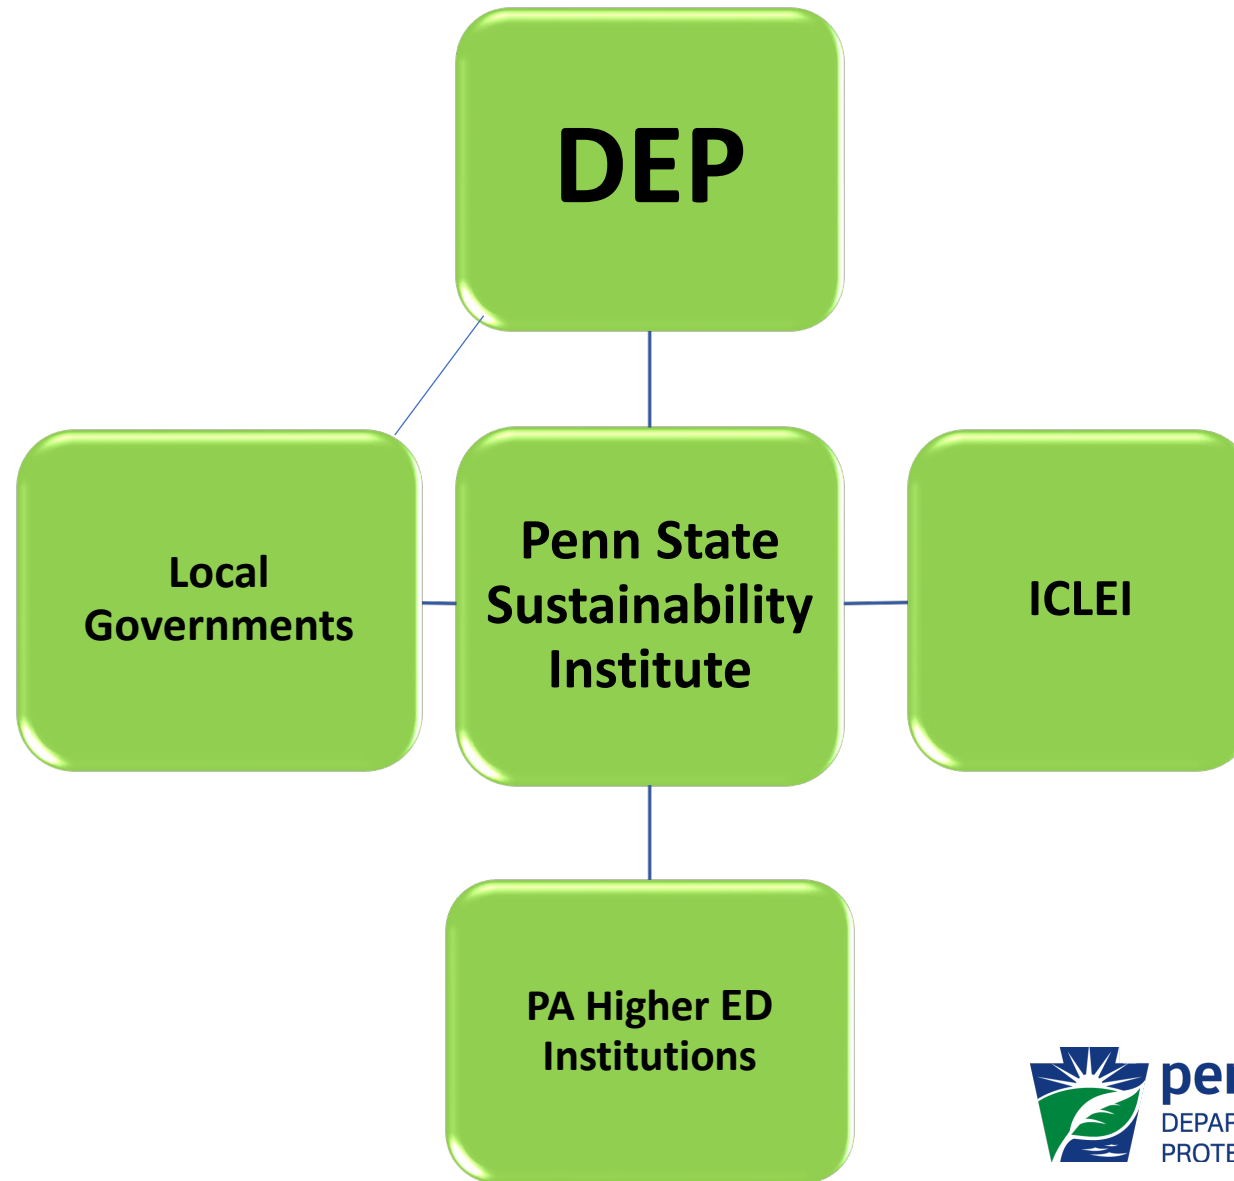 DEP
Local
Governments
Penn State
Sustainability
Institute
ICLEI
PA Higher ED
Institutions